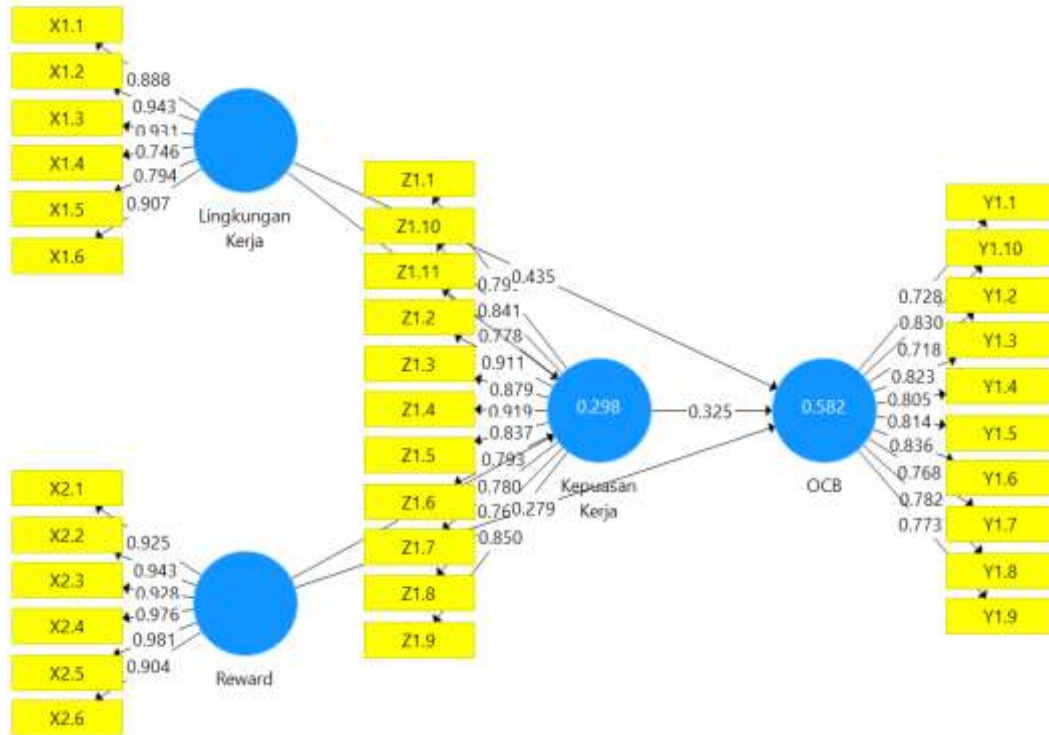 X1.1
X1.2
X1.3
X1.4
X1.5
X1.6
0.888
0.943
0.931
0.746
0.794
0.907
Lingkungan
Kerja
X2.1
X2.2
X2.3
X2.4
X2.5
X2.6
0.925
0.943
0.928
0.976
0.981
0.904
Reward
Z1.1
Z1.10
Z1.11
Z1.2
Z1.3
Z1.4
Z1.5
Z1.6
Z1.7
Z1.8
Z1.9
0.435
0.841
0.778
0.911
0.879
0.919
0.837
0.793
0.780
0.279
0.850
0.298
Kepuasan
Kerja
0.325
0.582
OCB
0.728
0.830
0.718
0.823
0.805
0.814
0.836
0.768
0.782
0.773
Y1.1
Y1.10
Y1.2
Y1.3
Y1.4
Y1.5
Y1.6
Y1.7
Y1.8
Y1.9